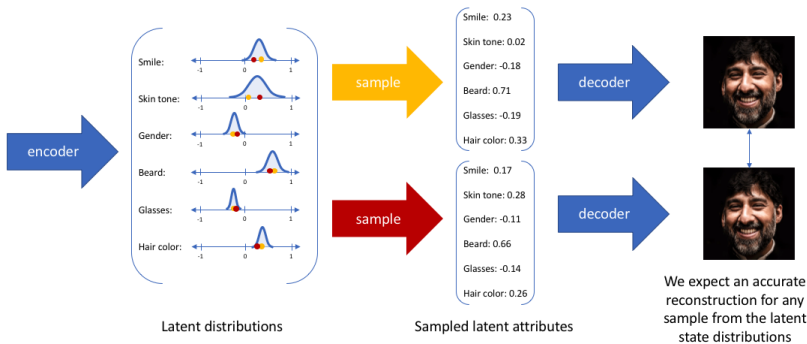 encoder
Smile:
-1 0 1
Skin tone:
-1 0 1
Gender:
-1 0 1
Beard:
-1 0 1
Glasses:
-1 0 1
Hair color:
-1 0 1
Latent distributions
sample
sample
Smile: 0.23
Skin tone: 0.02
Gender: -0.18
Beard: 0.71
Glasses: -0.19
Hair color: 0.33
Smile: 0.17
Skin tone: 0.28
Gender: -0.11
Beard: 0.66
Glasses: -0.14
Hair color: 0.26
Sampled latent attributes
decoder
decoder
We expect an accurate
reconstruction for any
sample from the latent
state distributions